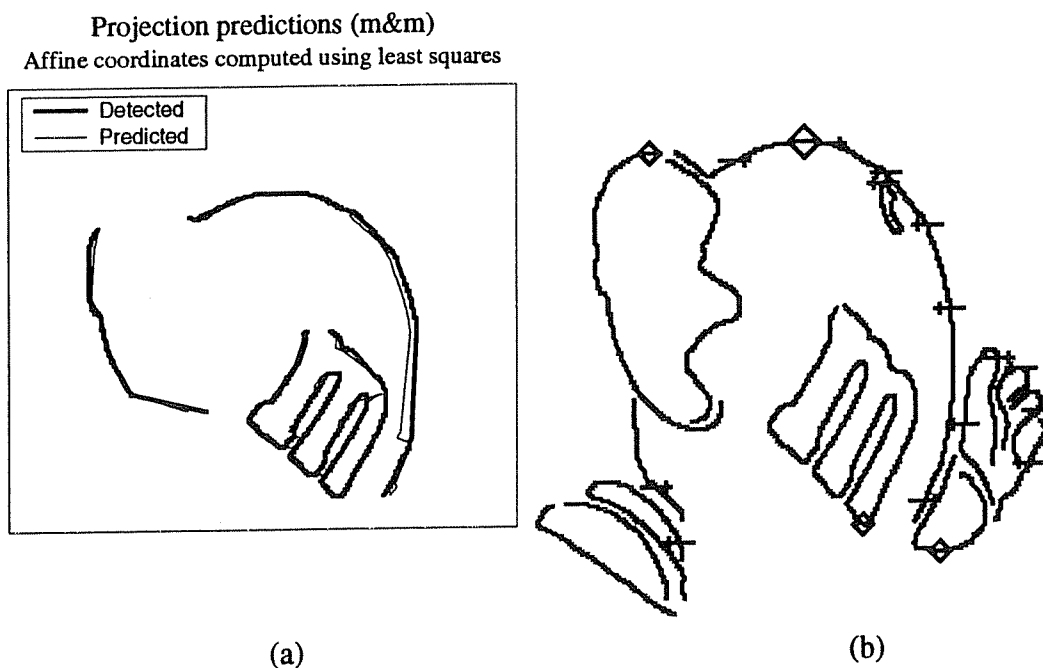 Projection predictions (m&m)
Affine coordinates computed using least squares
Detected
Predicted
(a)
(b)